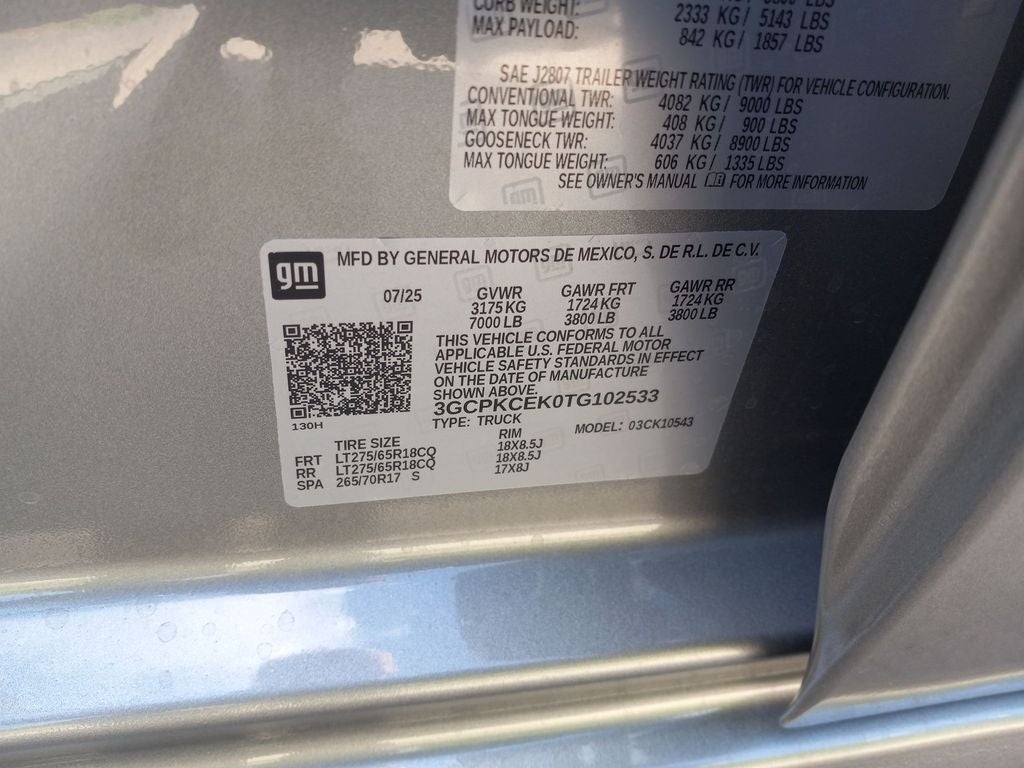 CURB WEIGHT: 2333 KG / 5143 LBS
MAX PAYLOAD: 842 KG / 1857 LBS
SAE J2807 TRAILER WEIGHT RATING (TWR) FOR VEHICLE CONFIGURATION.
CONVENTIONAL TWR: 4082 KG / 9000 LBS
MAX TONGUE WEIGHT: 408 KG / 900 LBS
GOOSENECK TWR: 4037 KG / 8900 LBS
MAX TONGUE WEIGHT: 606 KG / 1335 LBS
SEE OWNER'S MANUAL FOR MORE INFORMATION
gm
MFD BY GENERAL MOTORS DE MEXICO, S. DE R.L. DE C.V.
07/25 GVWR GAWR FRT GAWR RR
3175 KG 1724 KG 1724 KG
7000 LB 3800 LB 3800 LB
THIS VEHICLE CONFORMS TO ALL
APPLICABLE U.S. FEDERAL MOTOR
VEHICLE SAFETY STANDARDS IN EFFECT
ON THE DATE OF MANUFACTURE
SHOWN ABOVE.
3GCPKCEK0TG102533
130H
TYPE: TRUCK MODEL: 03CK10543
TIRE SIZE RIM
FRT LT275/65R18CQ 18X8.5J
RR LT275/65R18CQ 18X8.5J
SPA 265/70R17 S 17X8J